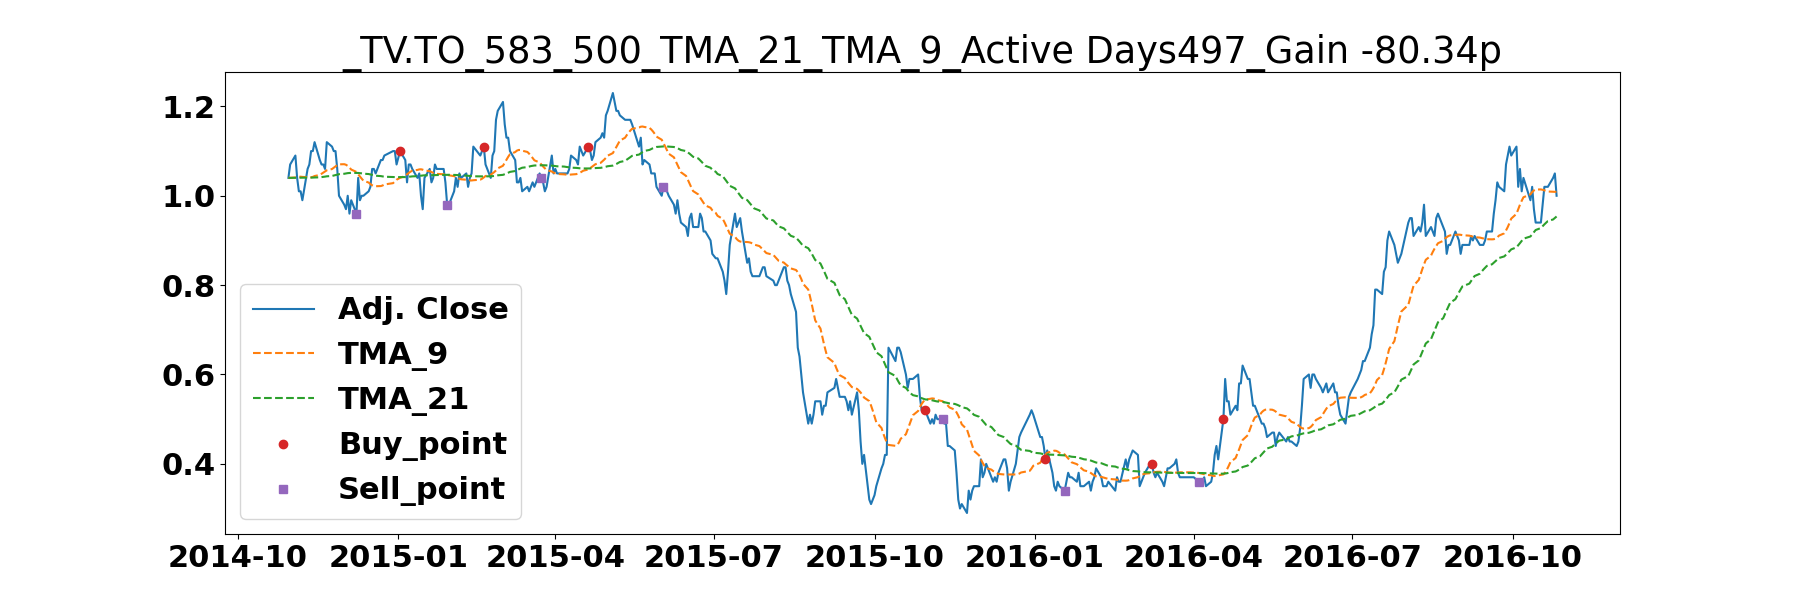 _TV.TO_583_500_TMA_21_TMA_9_Active Days497_Gain -80.34p
1.2
1.0
0.8
0.6
0.4
Adj. Close
TMA_9
TMA_21
Buy_point
Sell_point
2014-10 2015-01 2015-04 2015-07 2015-10 2016-01 2016-04 2016-07 2016-10